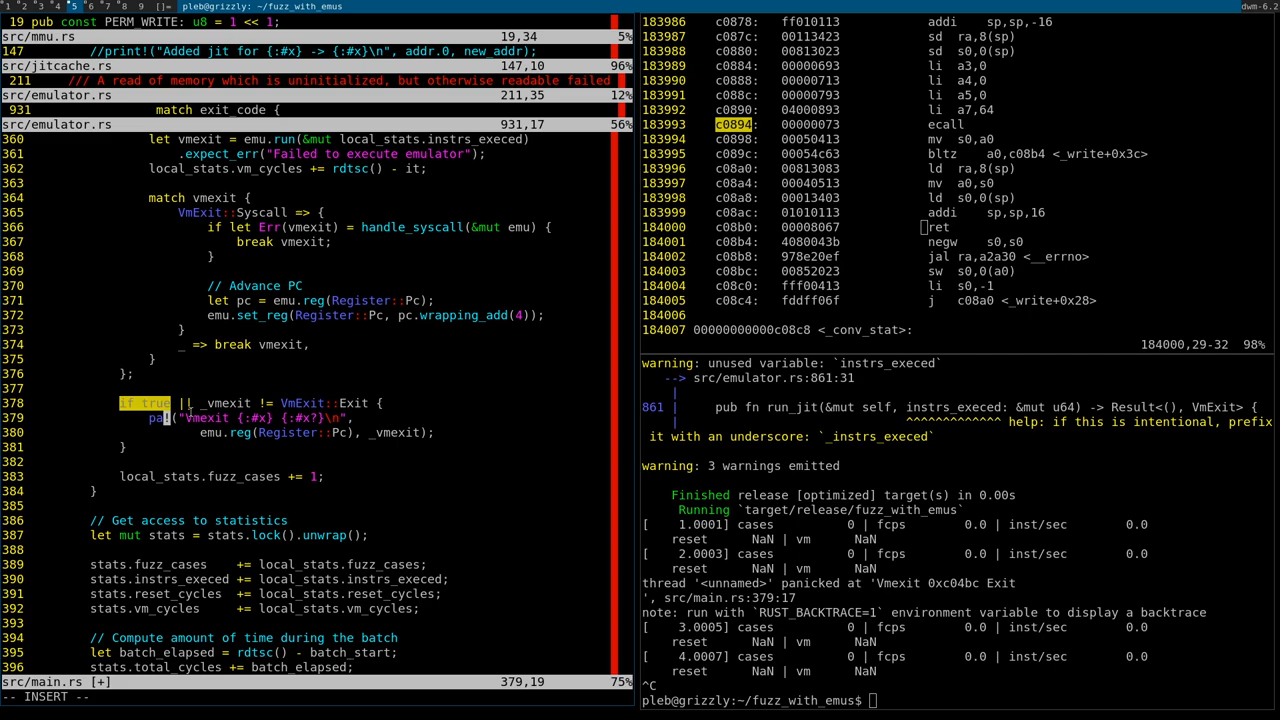 1 2 3 4 5 6 7 8 9 []= pleb@grizzly: ~/fuzz_with_emus dwm-6.2
19 pub const PERM_WRITE: u8 = 1 << 1;
src/mmu.rs 19,34 5%
147 //print!("Added jit for {:#x} -> {:#x}\n", addr.0, new_addr);
src/jitcache.rs 147,10 96%
211 /// A read of memory which is uninitialized, but otherwise readable failed
src/emulator.rs 211,35 12%
931 match exit_code {
src/emulator.rs 931,17 56%
360 let vmexit = emu.run(&mut local_stats.instrs_execed)
361 .expect_err("Failed to execute emulator");
362 local_stats.vm_cycles += rdtsc() - it;
363
364 match vmexit {
365 VmExit::Syscall => {
366 if let Err(vmexit) = handle_syscall(&mut emu) {
367 break vmexit;
368 }
369
370 // Advance PC
371 let pc = emu.reg(Register::Pc);
372 emu.set_reg(Register::Pc, pc.wrapping_add(4));
373 }
374 _ => break vmexit,
375 }
376 };
377
378 if true || _vmexit != VmExit::Exit {
379 pa!("Vmexit {:#x} {:#x?}\n",
380 emu.reg(Register::Pc), _vmexit);
381 }
382
383 local_stats.fuzz_cases += 1;
384 }
385
386 // Get access to statistics
387 let mut stats = stats.lock().unwrap();
388
389 stats.fuzz_cases += local_stats.fuzz_cases;
390 stats.instrs_execed += local_stats.instrs_execed;
391 stats.reset_cycles += local_stats.reset_cycles;
392 stats.vm_cycles += local_stats.vm_cycles;
393
394 // Compute amount of time during the batch
395 let batch_elapsed = rdtsc() - batch_start;
396 stats.total_cycles += batch_elapsed;
src/main.rs [+] 379,19 75%
-- INSERT --
183986 c0878: ff010113 addi sp,sp,-16
183987 c087c: 00113423 sd ra,8(sp)
183988 c0880: 00813023 sd s0,0(sp)
183989 c0884: 00000693 li a3,0
183990 c0888: 00000713 li a4,0
183991 c088c: 00000793 li a5,0
183992 c0890: 04000893 li a7,64
183993 c0894: 00000073 ecall
183994 c0898: 00050413 mv s0,a0
183995 c089c: 00054c63 bltz a0,c08b4 <_write+0x3c>
183996 c08a0: 00813083 ld ra,8(sp)
183997 c08a4: 00040513 mv a0,s0
183998 c08a8: 00013403 ld s0,0(sp)
183999 c08ac: 01010113 addi sp,sp,16
184000 c08b0: 00008067 ret
184001 c08b4: 4080043b negw s0,s0
184002 c08b8: 978e20ef jal ra,a2a30 <__errno>
184003 c08bc: 00852023 sw s0,0(a0)
184004 c08c0: fff00413 li s0,-1
184005 c08c4: fddff06f j c08a0 <_write+0x28>
184006
184007 00000000000c08c8 <_conv_stat>:
184000,29-32 98%
warning: unused variable: `instrs_execed`
--> src/emulator.rs:861:31
|
861 | pub fn run_jit(&mut self, instrs_execed: &mut u64) -> Result<(), VmExit> {
| ^^^^^^^^^^^^^ help: if this is intentional, prefix
it with an underscore: `_instrs_execed`
warning: 3 warnings emitted
Finished release [optimized] target(s) in 0.00s
Running `target/release/fuzz_with_emus`
[ 1.0001] cases 0 | fcps 0.0 | inst/sec 0.0
reset NaN | vm NaN
[ 2.0003] cases 0 | fcps 0.0 | inst/sec 0.0
reset NaN | vm NaN
thread '<unnamed>' panicked at 'Vmexit 0xc04bc Exit
', src/main.rs:379:17
note: run with `RUST_BACKTRACE=1` environment variable to display a backtrace
[ 3.0005] cases 0 | fcps 0.0 | inst/sec 0.0
reset NaN | vm NaN
[ 4.0007] cases 0 | fcps 0.0 | inst/sec 0.0
reset NaN | vm NaN
^C
pleb@grizzly:~/fuzz_with_emus$